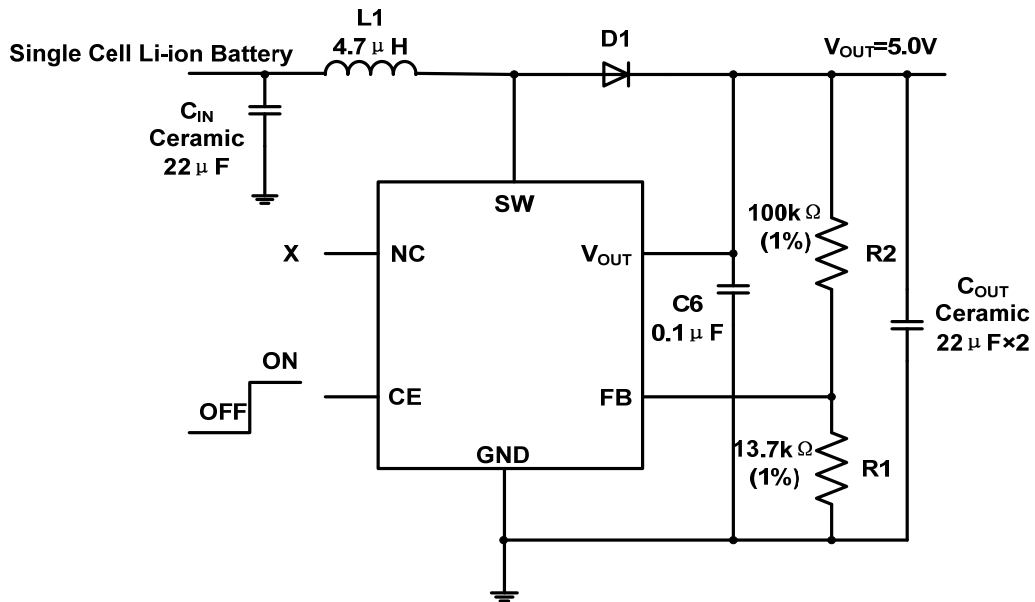 L1
4.7μH
Single Cell Li-ion Battery
D1
VOUT=5.0V
CIN
Ceramic
22μF
SW
100kΩ
(1%)
R2
X
NC
VOUT
C6
0.1μF
COUT
Ceramic
22μF×2
ON
OFF
CE
FB
GND
13.7kΩ
(1%)
R1